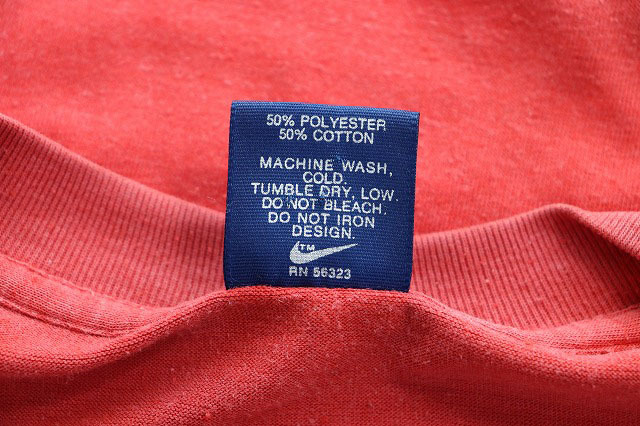 50% POLYESTER
50% COTTON
MACHINE WASH,
COLD.
TUMBLE DRY, LOW.
DO NOT BLEACH.
DO NOT IRON
DESIGN.
TM
RN 56323